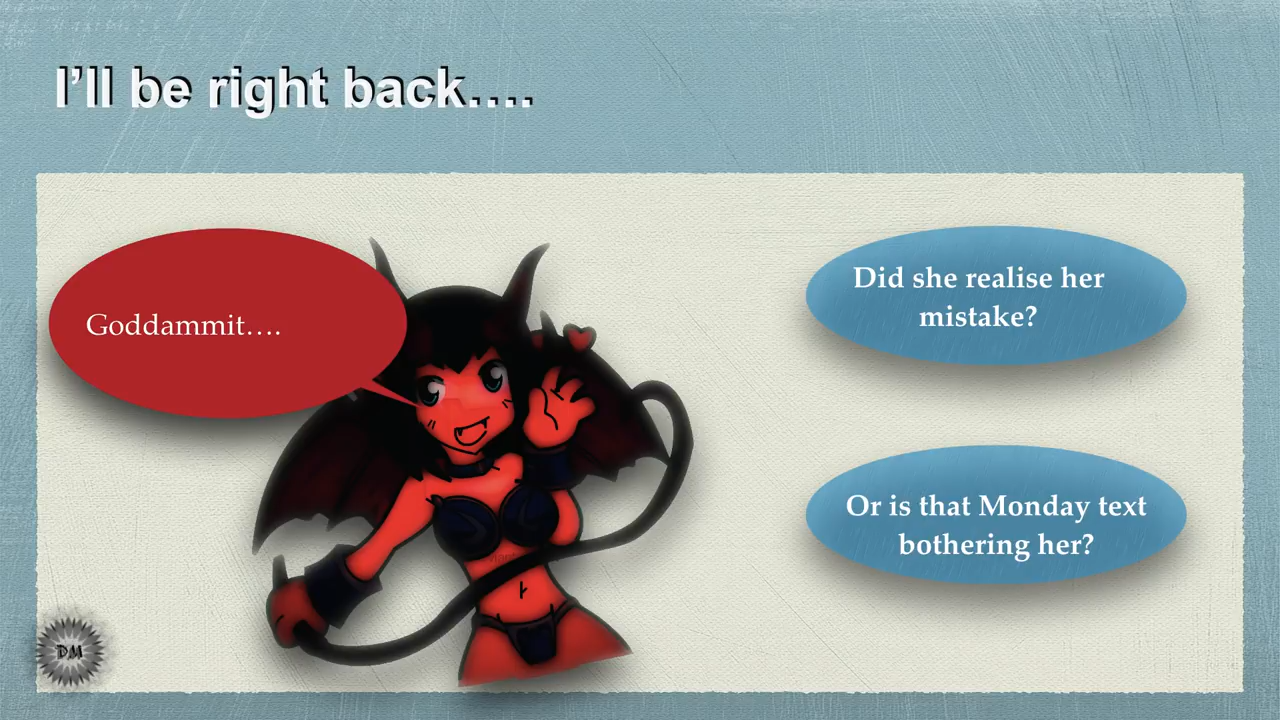 I’ll be right back….
Goddammit….
Did she realise her
mistake?
Or is that Monday text
bothering her?
DM